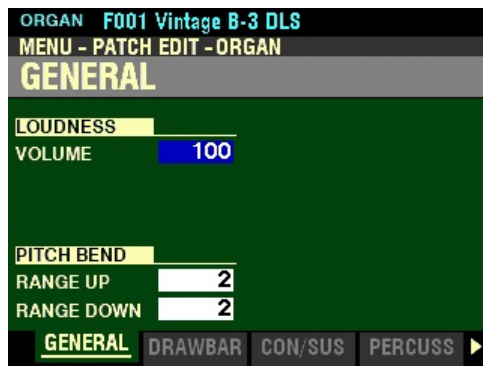 ORGAN F001 Vintage B-3 DLS
MENU - PATCH EDIT - ORGAN
GENERAL
LOUDNESS
VOLUME 100
PITCH BEND
RANGE UP 2
RANGE DOWN 2
GENERAL DRAWBAR CON/SUS PERCUSS